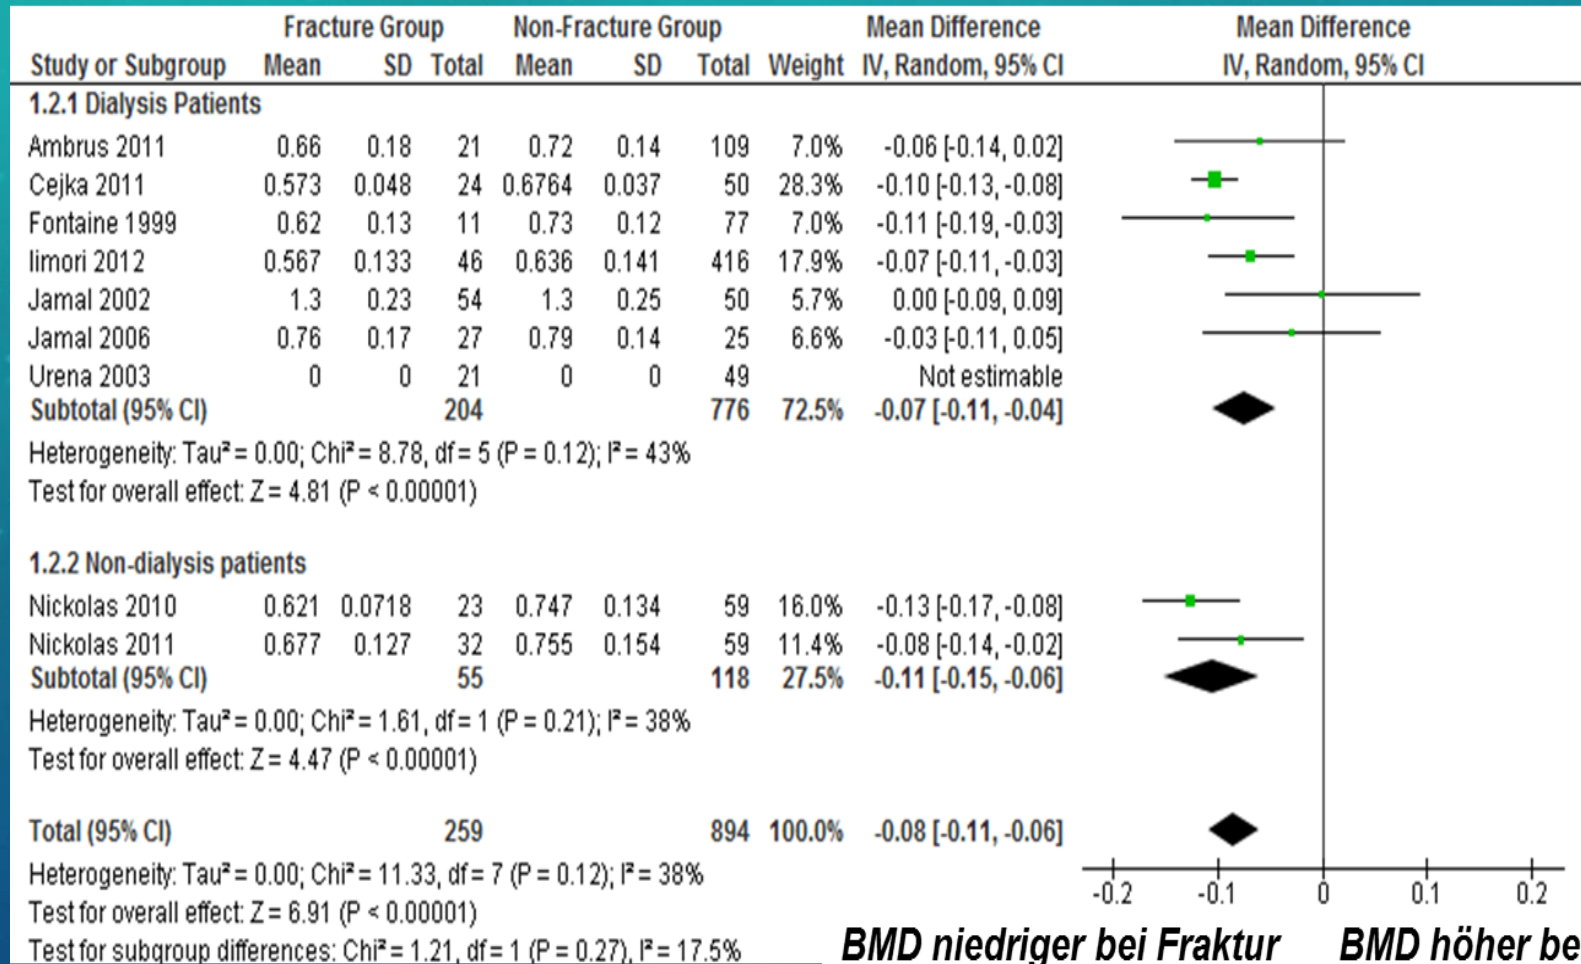 Fracture Group Non-Fracture Group Mean Difference Mean Difference
Study or Subgroup Mean SD Total Mean SD Total Weight IV, Random, 95% CI IV, Random, 95% CI
1.2.1 Dialysis Patients
Ambrus 2011 0.66 0.18 21 0.72 0.14 109 7.0% -0.06 [-0.14, 0.02]
Cejka 2011 0.573 0.048 24 0.6764 0.037 50 28.3% -0.10 [-0.13, -0.08]
Fontaine 1999 0.62 0.13 11 0.73 0.12 77 7.0% -0.11 [-0.19, -0.03]
Iimori 2012 0.567 0.133 46 0.636 0.141 416 17.9% -0.07 [-0.11, -0.03]
Jamal 2002 1.3 0.23 54 1.3 0.25 50 5.7% 0.00 [-0.09, 0.09]
Jamal 2006 0.76 0.17 27 0.79 0.14 25 6.6% -0.03 [-0.11, 0.05]
Urena 2003 0 0 21 0 0 49 Not estimable
Subtotal (95% CI) 204 776 72.5% -0.07 [-0.11, -0.04]
Heterogeneity: Tau² = 0.00; Chi² = 8.78, df = 5 (P = 0.12); I² = 43%
Test for overall effect: Z = 4.81 (P < 0.00001)
1.2.2 Non-dialysis patients
Nickolas 2010 0.621 0.0718 23 0.747 0.134 59 16.0% -0.13 [-0.17, -0.08]
Nickolas 2011 0.677 0.127 32 0.755 0.154 59 11.4% -0.08 [-0.14, -0.02]
Subtotal (95% CI) 55 118 27.5% -0.11 [-0.15, -0.06]
Heterogeneity: Tau² = 0.00; Chi² = 1.61, df = 1 (P = 0.21); I² = 38%
Test for overall effect: Z = 4.47 (P < 0.00001)
Total (95% CI) 259 894 100.0% -0.08 [-0.11, -0.06]
Heterogeneity: Tau² = 0.00; Chi² = 11.33, df = 7 (P = 0.12); I² = 38%
-0.2 -0.1 0 0.1 0.2
Test for overall effect: Z = 6.91 (P < 0.00001)
Test for subgroup differences: Chi² = 1.21, df = 1 (P = 0.27), I² = 17.5%
BMD niedriger bei Fraktur BMD höher be